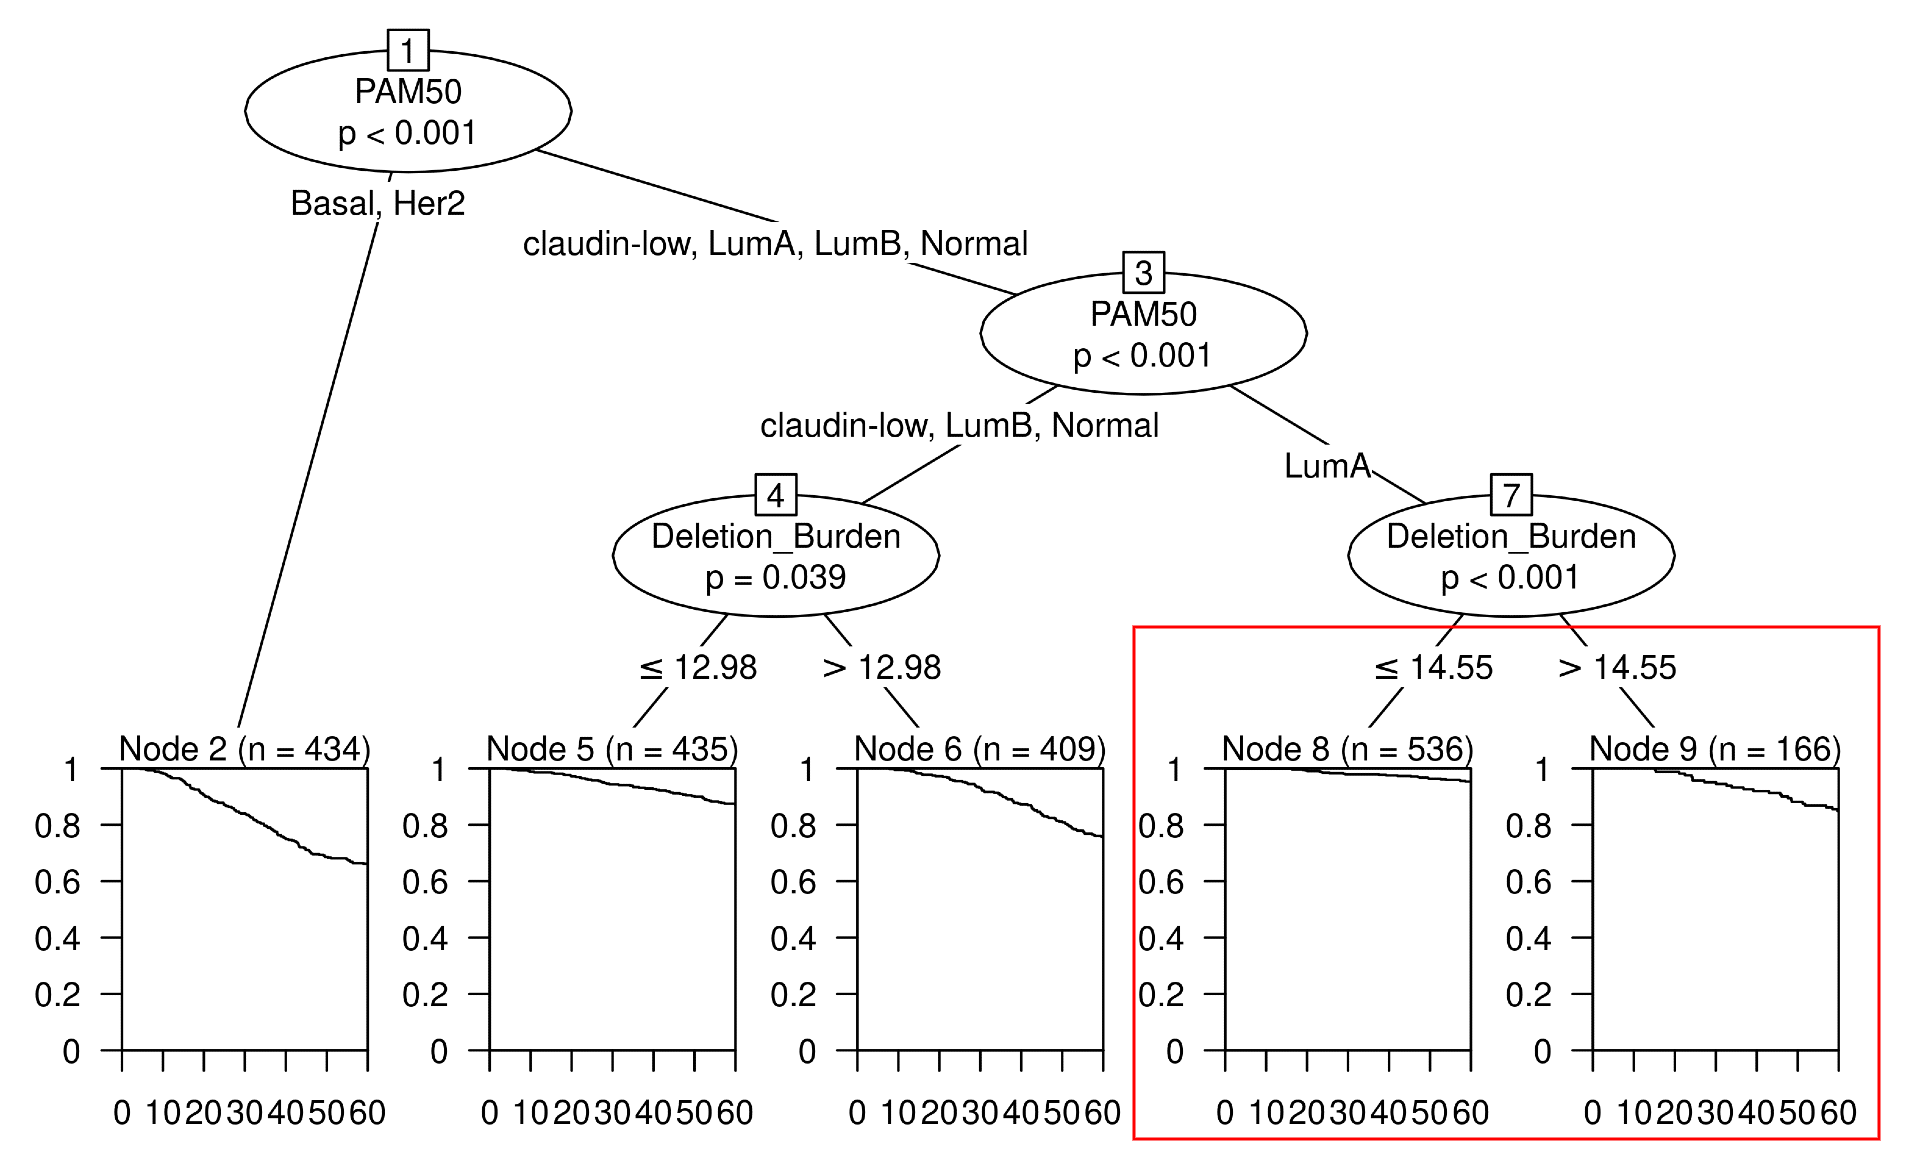 1
PAM50
p < 0.001
Basal, Her2
claudin-low, LumA, LumB, Normal
3
PAM50
p < 0.001
claudin-low, LumB, Normal
LumA
4
Deletion_Burden
p = 0.039
7
Deletion_Burden
p < 0.001
≤ 12.98
> 12.98
≤ 14.55
> 14.55
Node 2 (n = 434)
1
0.8
0.6
0.4
0.2
0
0 10 20 30 40 50 60
Node 5 (n = 435)
1
0.8
0.6
0.4
0.2
0
0 10 20 30 40 50 60
Node 6 (n = 409)
1
0.8
0.6
0.4
0.2
0
0 10 20 30 40 50 60
Node 8 (n = 536)
1
0.8
0.6
0.4
0.2
0
0 10 20 30 40 50 60
Node 9 (n = 166)
1
0.8
0.6
0.4
0.2
0
0 10 20 30 40 50 60